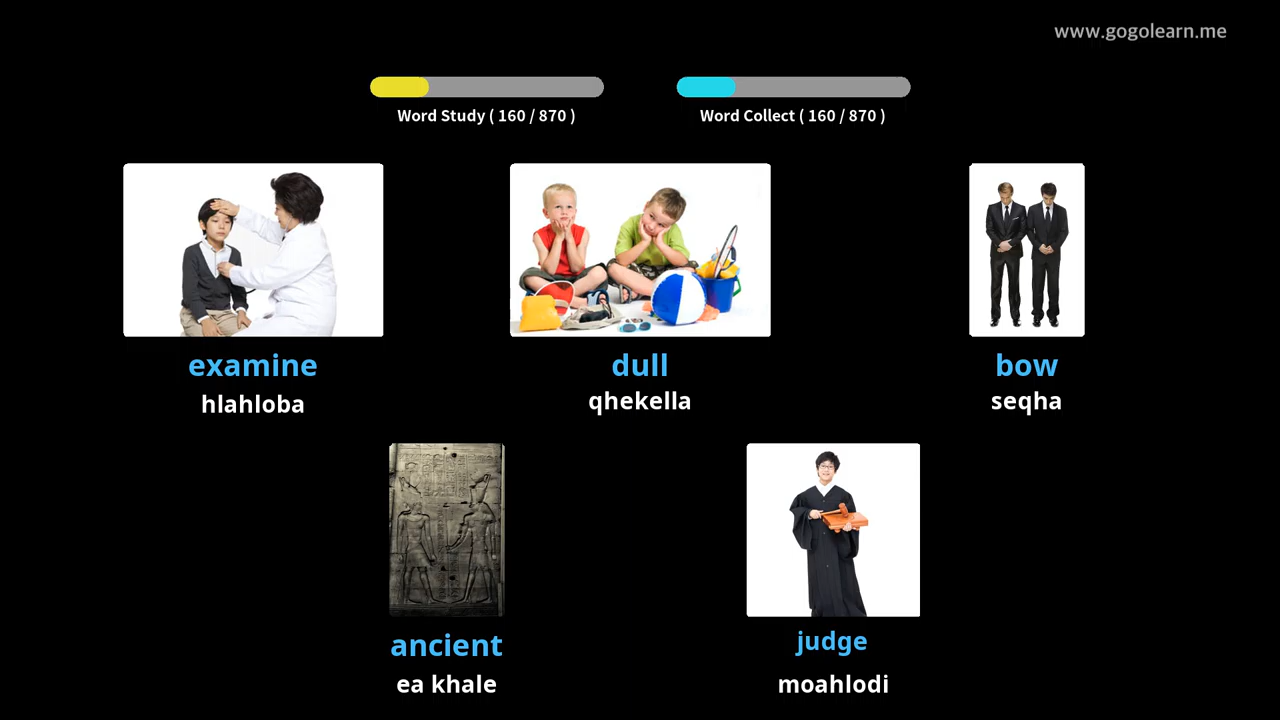 www.gogolearn.me
Word Study ( 160 / 870 )
Word Collect ( 160 / 870 )
examine
hlahloba
dull
qhekella
bow
seqha
ancient
ea khale
judge
moahlodi